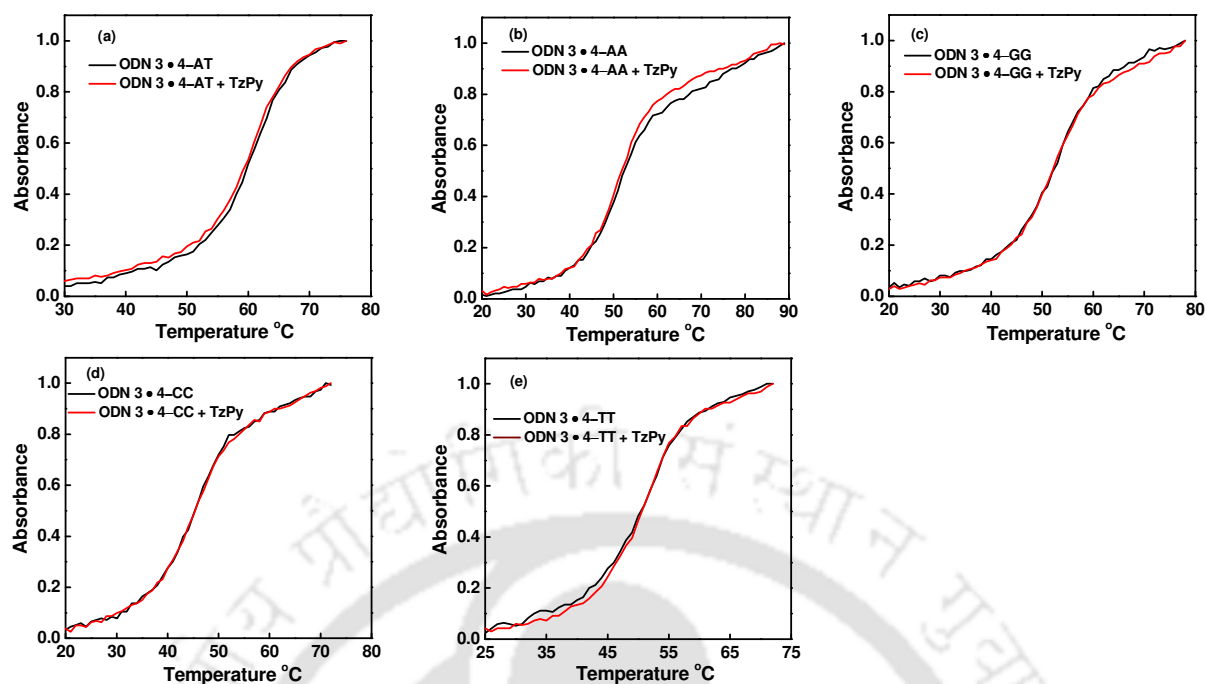 (a)
ODN 3 • 4–AT
ODN 3 • 4–AT + TzPy
Absorbance
1.0
0.8
0.6
0.4
0.2
0.0
30 40 50 60 70 80
Temperature °C
(b)
ODN 3 • 4–AA
ODN 3 • 4–AA + TzPy
Absorbance
1.0
0.8
0.6
0.4
0.2
0.0
20 30 40 50 60 70 80 90
Temperature °C
(c)
ODN 3 • 4–GG
ODN 3 • 4–GG + TzPy
Absorbance
1.0
0.8
0.6
0.4
0.2
0.0
20 30 40 50 60 70 80
Temperature °C
(d)
ODN 3 • 4–CC
ODN 3 • 4–CC + TzPy
Absorbance
1.0
0.8
0.6
0.4
0.2
0.0
20 30 40 50 60 70 80
Temperature °C
(e)
ODN 3 • 4–TT
ODN 3 • 4–TT + TzPy
Absorbance
1.0
0.8
0.6
0.4
0.2
0.0
25 35 45 55 65 75
Temperature °C